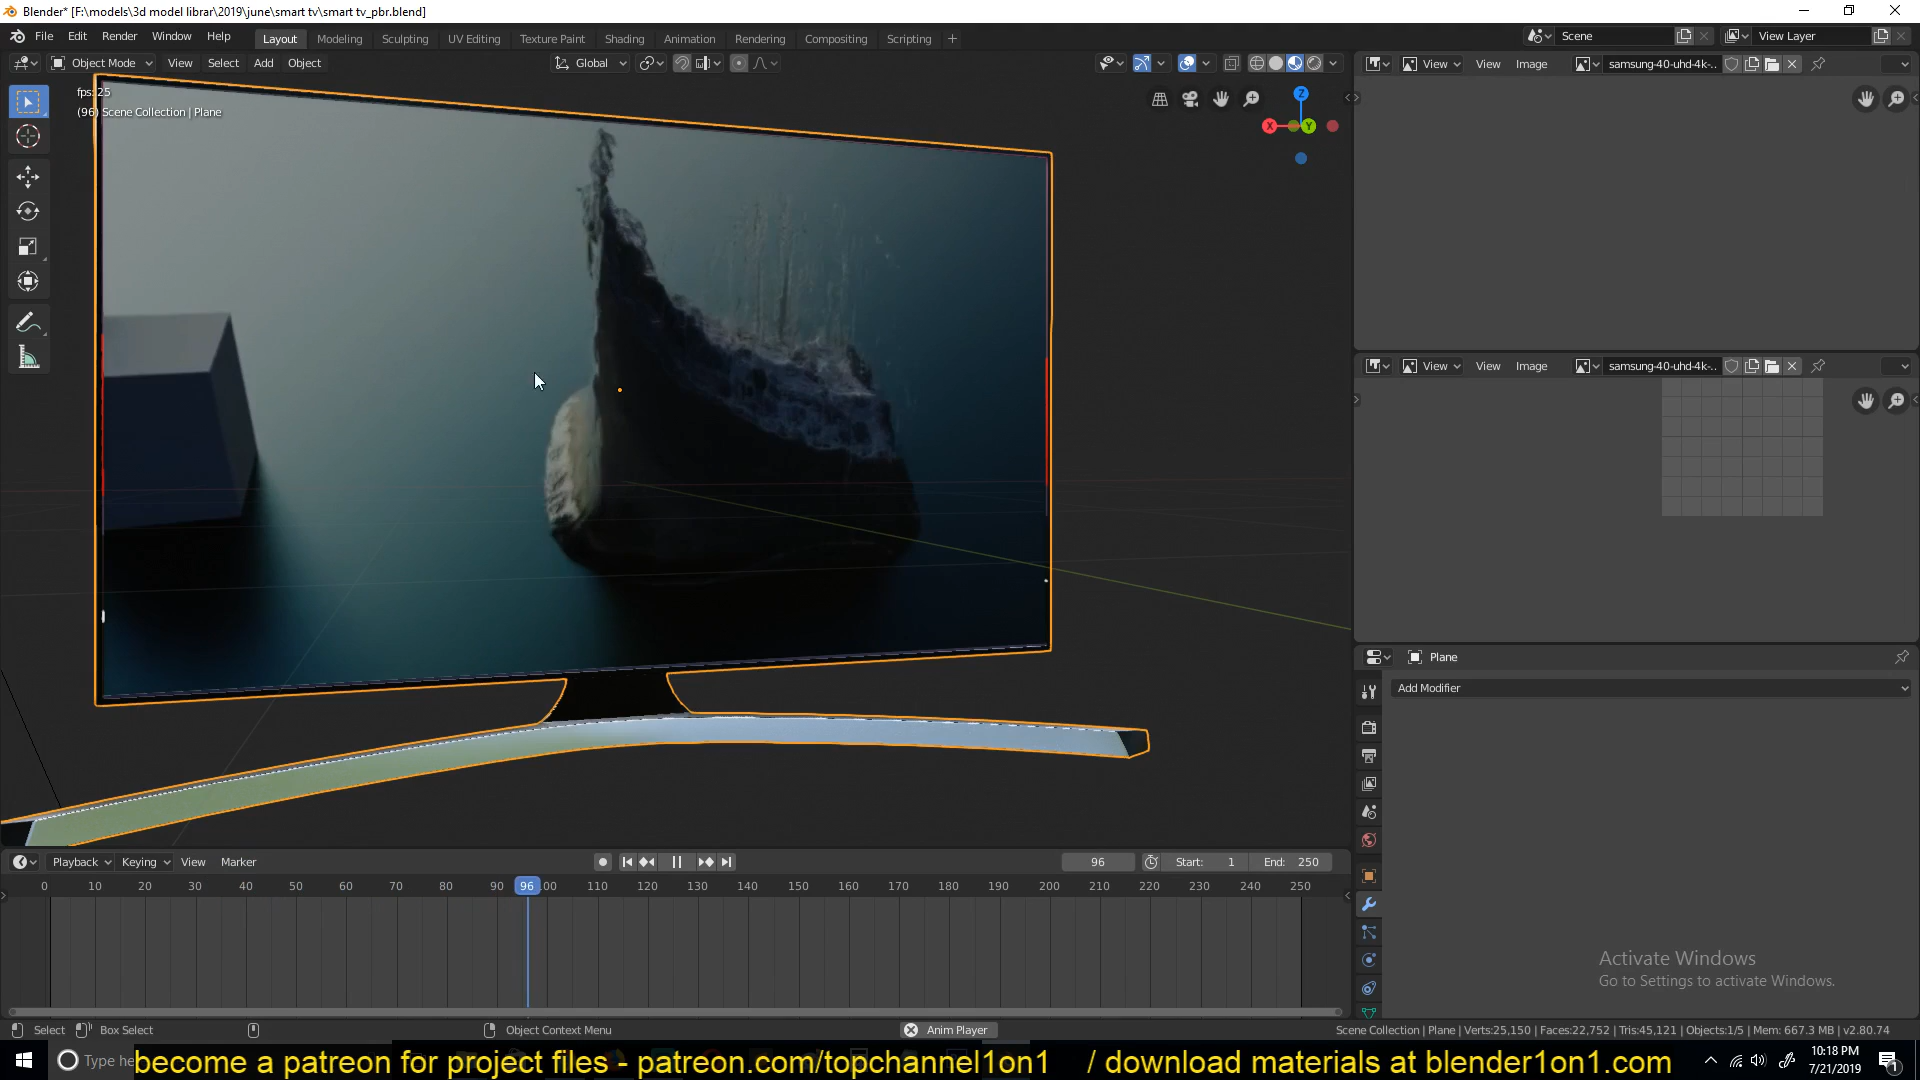 Blender* [F:\models\3d model librar\2019\june\smart tv\smart tv_pbr.blend]
File Edit Render Window Help Layout Modeling Sculpting UV Editing Texture Paint Shading Animation Rendering Compositing Scripting + Scene View Layer
Object Mode View Select Add Object Global View View Image samsung-40-uhd-4k-..
fps: 25
(96) Scene Collection | Plane
Z
X Y
View View Image samsung-40-uhd-4k-..
Plane
Add Modifier
Playback Keying View Marker 96 Start: 1 End: 250
0 10 20 30 40 50 60 70 80 90 96 00 110 120 130 140 150 160 170 180 190 200 210 220 230 240 250
Activate Windows
Go to Settings to activate Windows.
Select Box Select Object Context Menu Anim Player Scene Collection | Plane | Verts:25,150 | Faces:22,752 | Tris:45,121 | Objects:1/5 | Mem: 667.3 MB | v2.80.74
Type he become a patreon for project files - patreon.com/topchannel1on1 / download materials at blender1on1.com
10:18 PM
7/21/2019
1